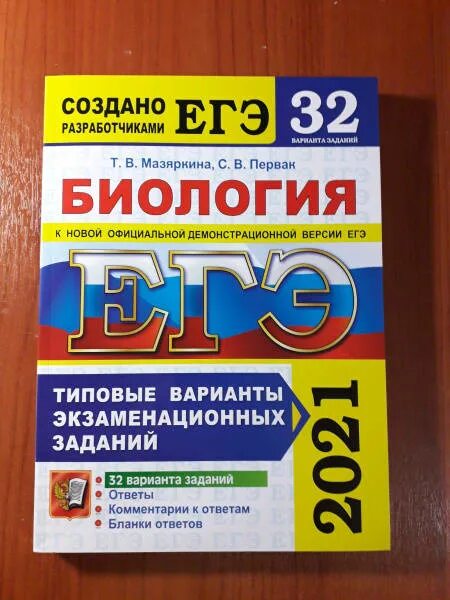 СОЗДАНО
РАЗРАБОТЧИКАМИ
ЕГЭ
32
ВАРИАНТА ЗАДАНИЙ
Т. В. Мазяркина, С. В. Первак
БИОЛОГИЯ
К НОВОЙ ОФИЦИАЛЬНОЙ ДЕМОНСТРАЦИОННОЙ ВЕРСИИ ЕГЭ
ЕГЭ
ТИПОВЫЕ ВАРИАНТЫ
ЭКЗАМЕНАЦИОННЫХ
ЗАДАНИЙ
2021
• 32 варианта заданий
• Ответы
• Комментарии к ответам
• Бланки ответов